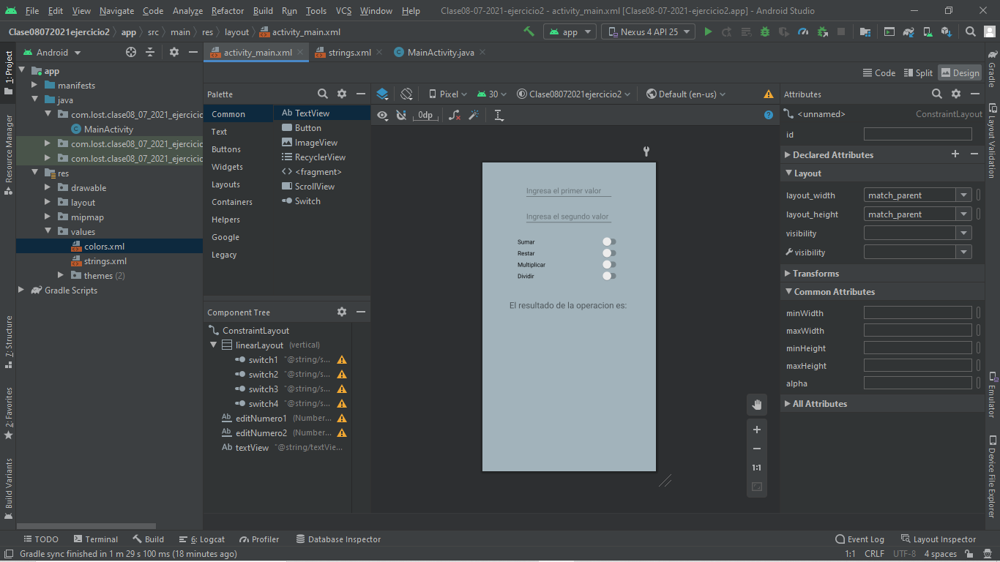 File Edit View Navigate Code Analyze Refactor Build Run Tools VCS Window Help Clase08-07-2021-ejercicio2 - activity_main.xml [Clase08-07-2021-ejercicio2.app] - Android Studio
Clase08072021ejercicio2 app src main res layout activity_main.xml app Nexus 4 API 25
1: Project
Resource Manager
7: Structure
2: Favorites
Build Variants
Android
app
manifests
java
com.lost.clase08_07_2021_ejercicio
MainActivity
com.lost.clase08_07_2021_ejercicio
com.lost.clase08_07_2021_ejercicio
res
drawable
layout
mipmap
values
colors.xml
strings.xml
themes (2)
Gradle Scripts
activity_main.xml strings.xml MainActivity.java
Code Split Design
Palette
Common
Text
Buttons
Widgets
Layouts
Containers
Helpers
Google
Legacy
Ab TextView
Button
ImageView
RecyclerView
<fragment>
ScrollView
Switch
Component Tree
ConstraintLayout
linearLayout (vertical)
switch1 "@string/s...
switch2 "@string/s...
switch3 "@string/s...
switch4 "@string/s...
Ab editNumero1 (Number...
Ab editNumero2 (Number...
Ab textView "@string/textVie...
Pixel 30 Clase08072021ejercicio2 Default (en-us)
0dp
Ingresa el primer valor
Ingresa el segundo valor
Sumar
Restar
Multiplicar
Dividir
El resultado de la operacion es:
1:1
Attributes
<unnamed> ConstraintLayout
id
Declared Attributes
Layout
layout_width match_parent
layout_height match_parent
visibility
visibility
Transforms
Common Attributes
minWidth
maxWidth
minHeight
maxHeight
alpha
All Attributes
Gradle
Layout Validation
Emulator
Device File Explorer
TODO Terminal Build 6: Logcat Profiler Database Inspector Event Log Layout Inspector
Gradle sync finished in 1 m 29 s 100 ms (18 minutes ago) 1:1 CRLF UTF-8 4 spaces